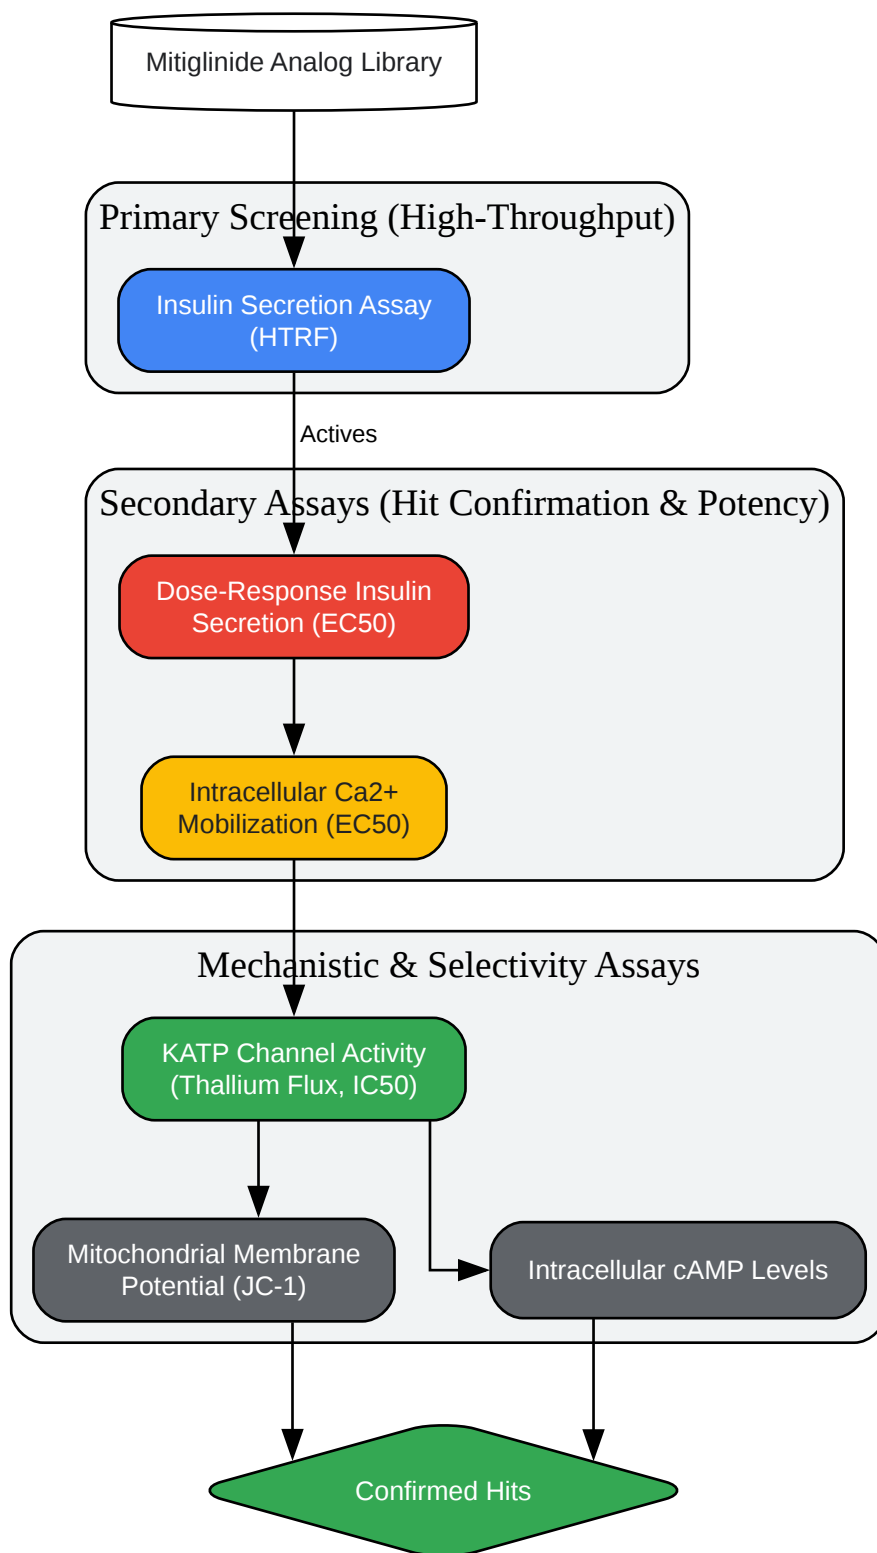 Mitiglinide Analog Library
Primary Screening (High-Throughput)
Insulin Secretion Assay
(HTRF)
Actives
Secondary Assays (Hit Confirmation & Potency)
Dose-Response Insulin
Secretion (EC50)
Intracellular Ca2+
Mobilization (EC50)
Mechanistic & Selectivity Assays
KATP Channel Activity
(Thallium Flux, IC50)
Mitochondrial Membrane
Potential (JC-1)
Intracellular cAMP Levels
Confirmed Hits